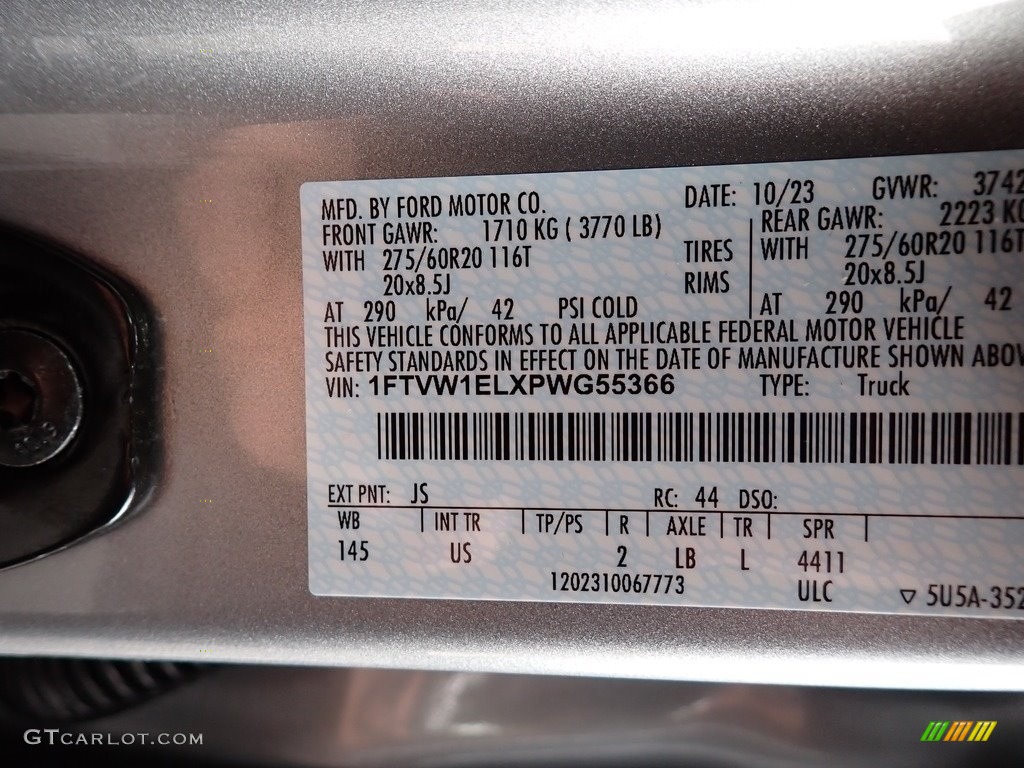 MFD. BY FORD MOTOR CO. DATE: 10/23 GVWR: 3742
FRONT GAWR: 1710 KG ( 3770 LB) REAR GAWR: 2223 KG
WITH 275/60R20 116T TIRES WITH 275/60R20 116T
20x8.5J RIMS 20x8.5J
AT 290 kPa/ 42 PSI COLD AT 290 kPa/ 42
THIS VEHICLE CONFORMS TO ALL APPLICABLE FEDERAL MOTOR VEHICLE
SAFETY STANDARDS IN EFFECT ON THE DATE OF MANUFACTURE SHOWN ABOV
VIN: 1FTVW1ELXPWG55366 TYPE: Truck
EXT PNT: JS RC: 44 DSO:
WB INT TR TP/PS R AXLE TR SPR
145 US 2 LB L 4411
1202310067773 ULC ▽ 5U5A-352
GTCARLOT.COM